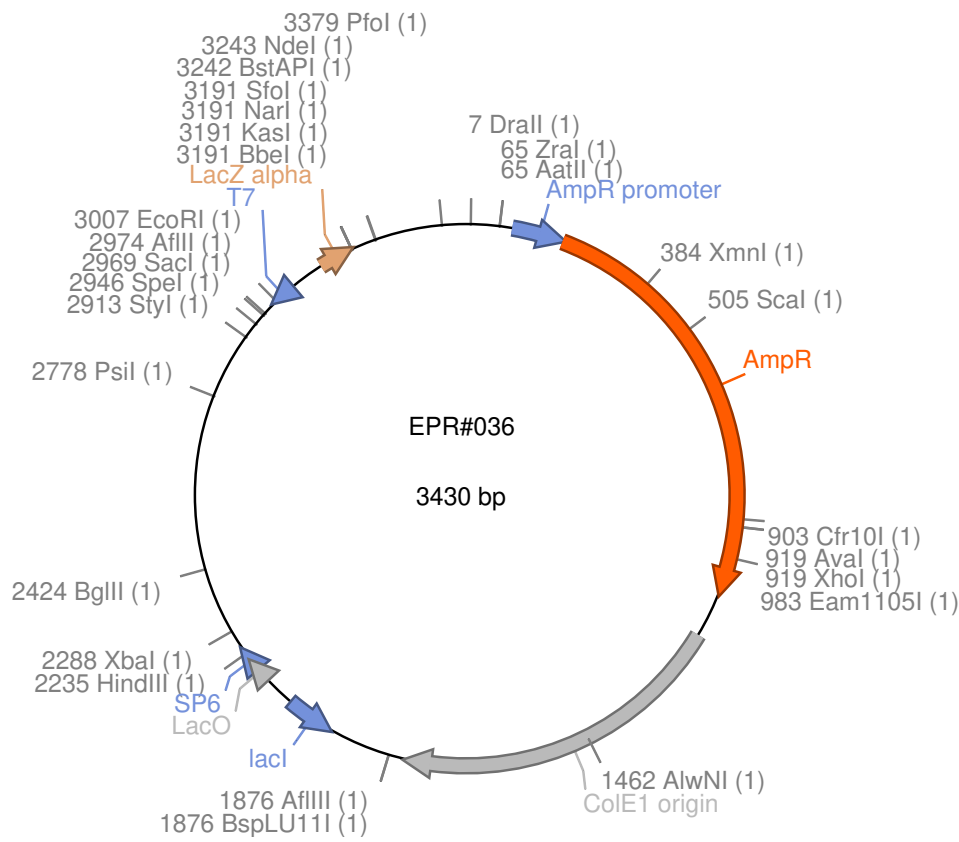 3379 PfoI (1)
3243 NdeI (1)
3242 BstAPI (1)
3191 SfoI (1)
3191 NarI (1)
3191 KasI (1)
3191 BbeI (1)
LacZ alpha
T7
3007 EcoRI (1)
2974 AflII (1)
2969 SacI (1)
2946 SpeI (1)
2913 StyI (1)
2778 PsiI (1)
7 DraII (1)
65 ZraI (1)
65 AatII (1)
AmpR promoter
384 XmnI (1)
505 ScaI (1)
AmpR
EPR#036
3430 bp
903 Cfr10I (1)
919 AvaI (1)
919 XhoI (1)
983 Eam1105I (1)
2424 BglII (1)
2288 XbaI (1)
2235 HindIII (1)
SP6
LacO
lacI
1462 AlwNI (1)
ColE1 origin
1876 AflIII (1)
1876 BspLU11I (1)